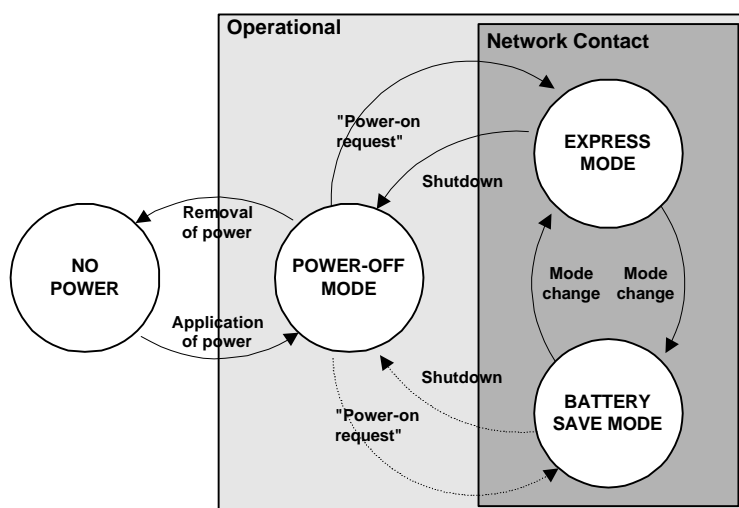 Operational
Network Contact
"Power-on
request"
EXPRESS
MODE
Shutdown
Removal
of power
NO
POWER
POWER-OFF
MODE
Mode
change
Mode
change
Application
of power
Shutdown
"Power-on
request"
BATTERY
SAVE MODE